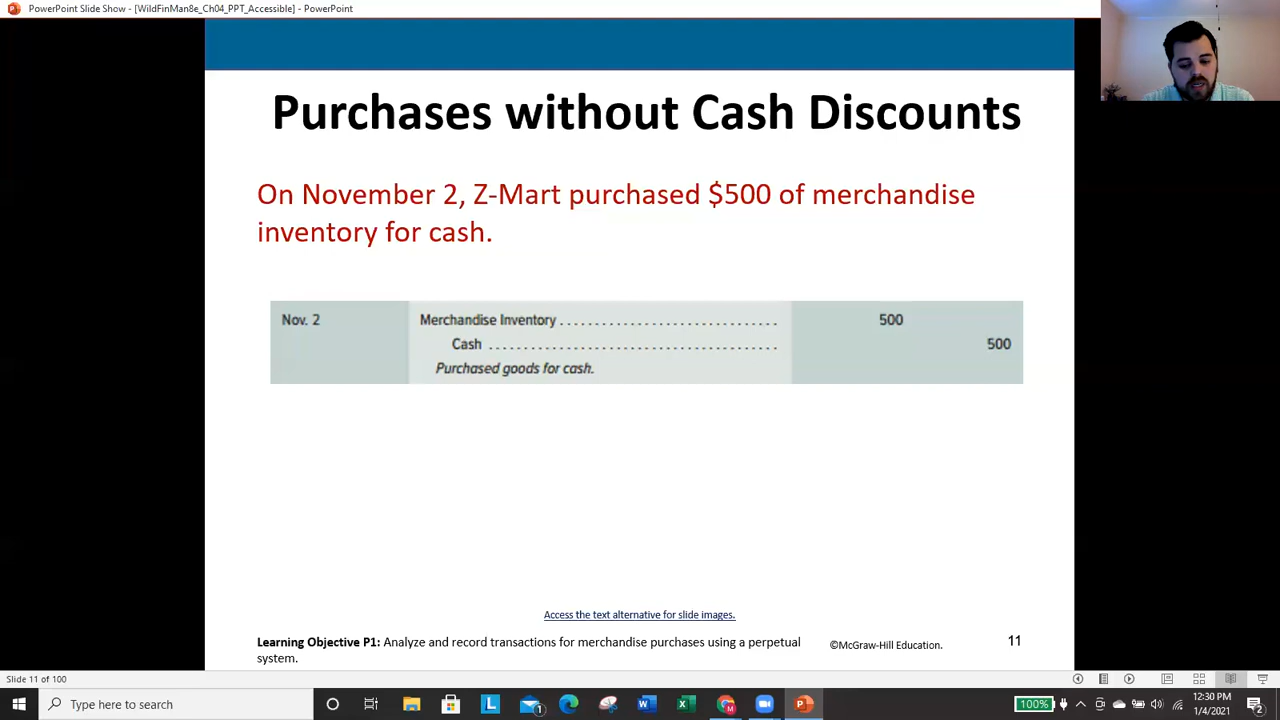 PowerPoint Slide Show - [WildFinMan8e_Ch04_PPT_Accessible] - PowerPoint
Purchases without Cash Discounts
On November 2, Z-Mart purchased $500 of merchandise
inventory for cash.
Nov. 2 Merchandise Inventory . . . . . . . . . . . . . . . . . . . . . . . . . . . . . . . . 500
Cash . . . . . . . . . . . . . . . . . . . . . . . . . . . . . . . . . . . . . . . . . 500
Purchased goods for cash.
Access the text alternative for slide images.
Learning Objective P1: Analyze and record transactions for merchandise purchases using a perpetual
system.
©McGraw-Hill Education.
11
Slide 11 of 100
Type here to search
100%
12:30 PM
1/4/2021